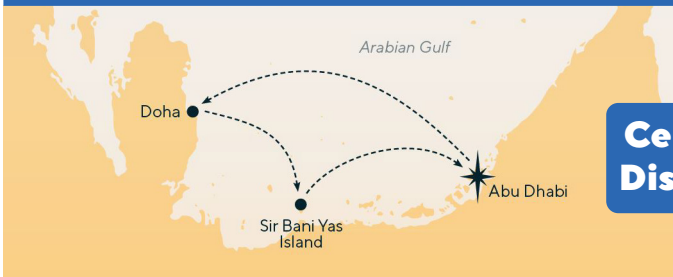 Arabian Gulf
Doha
Abu Dhabi
Sir Bani Yas
Island